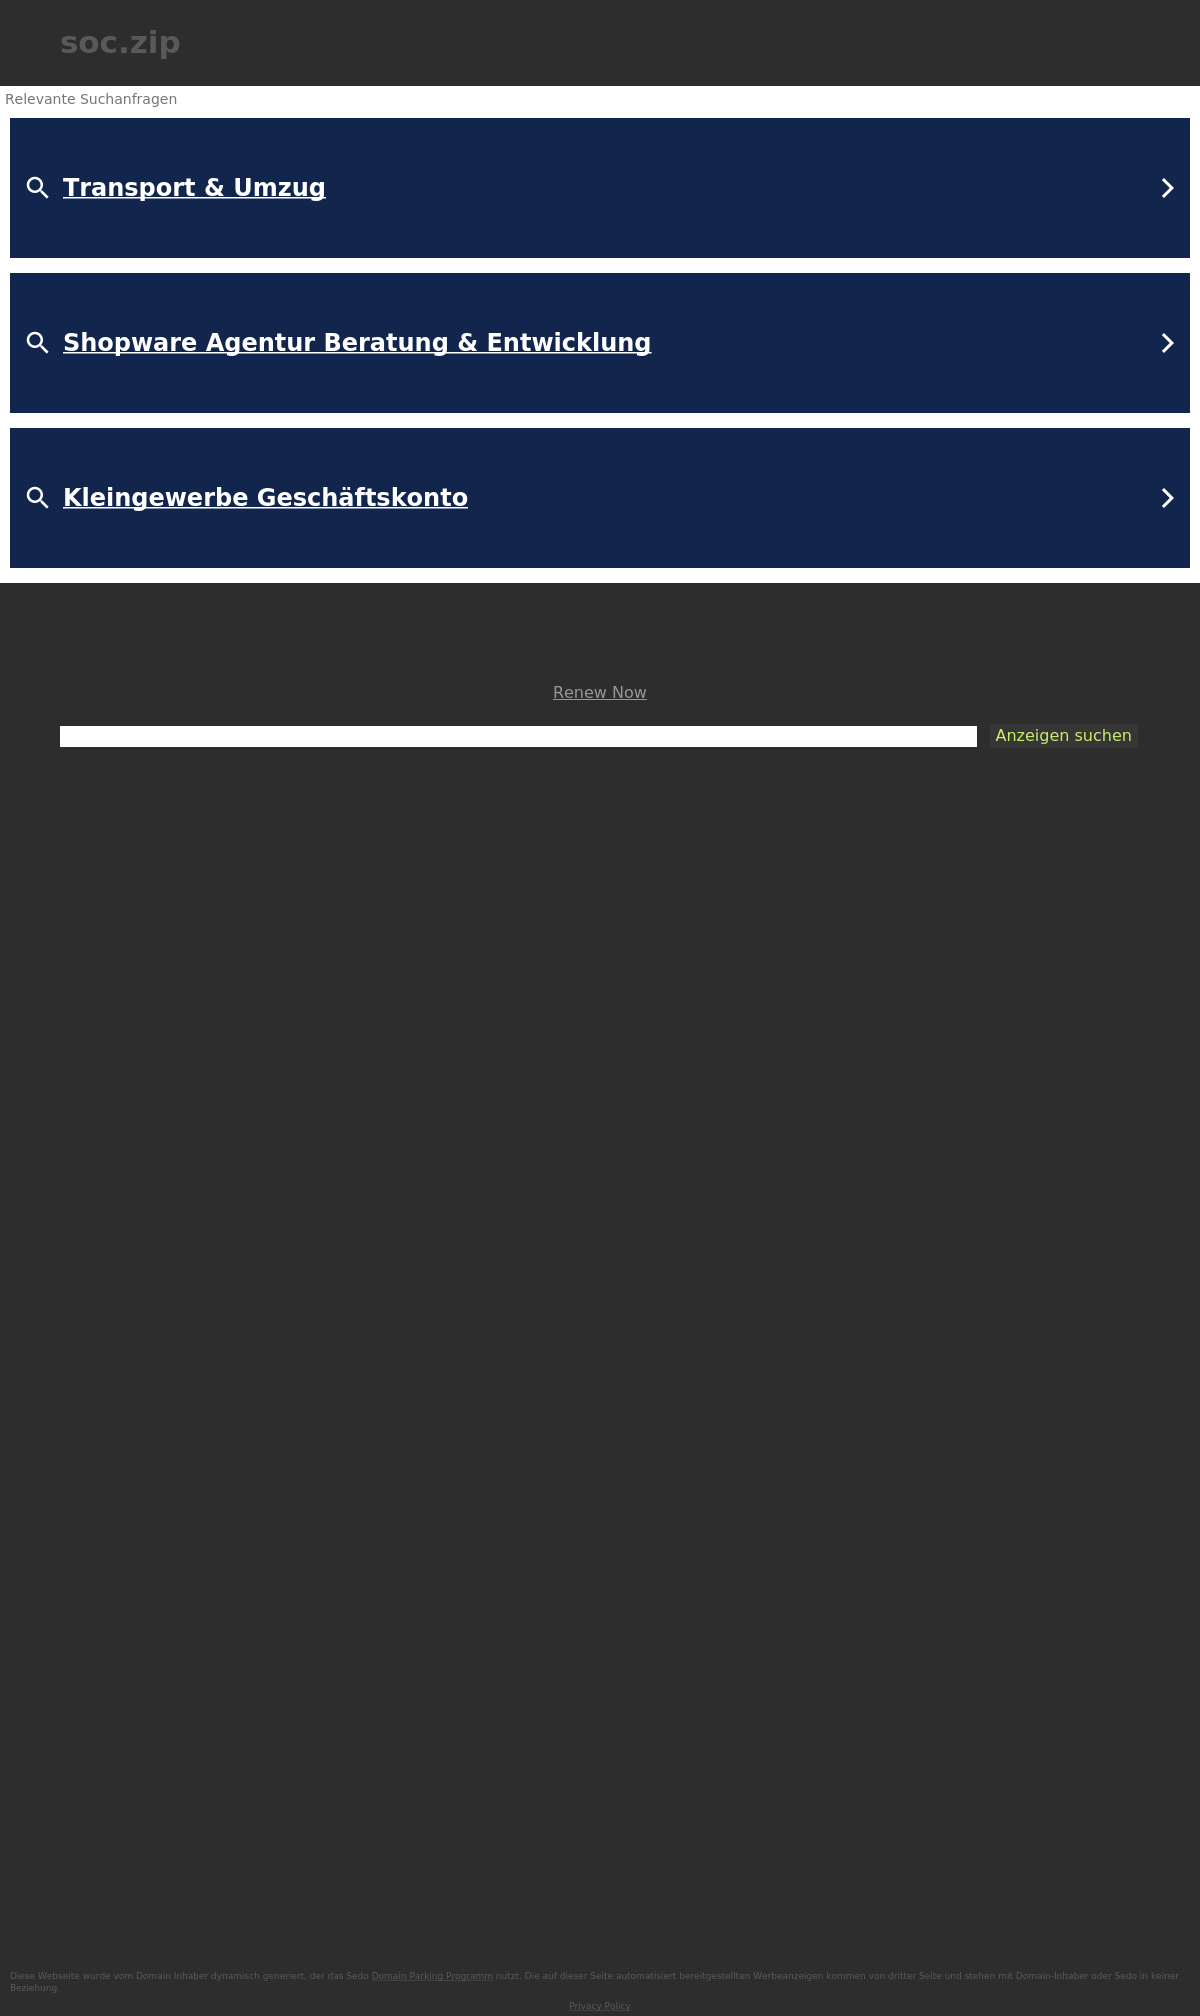 soc.zip
Relevante Suchanfragen
Transport & Umzug
Shopware Agentur Beratung & Entwicklung
Kleingewerbe Geschäftskonto
Renew Now
Anzeigen suchen
Diese Webseite wurde vom Domain Inhaber dynamisch generiert, der das Sedo Domain Parking Programm nutzt. Die auf dieser Seite automatisiert bereitgestellten Werbeanzeigen kommen von dritter Seite und stehen mit Domain-Inhaber oder Sedo in keiner
Beziehung.
Privacy Policy